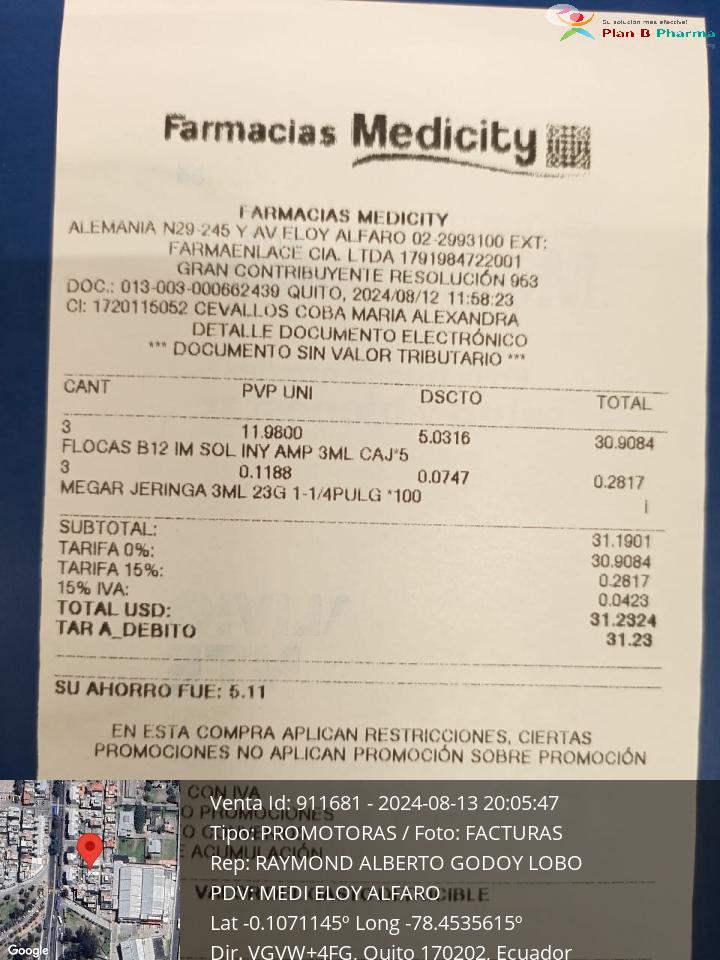 Su solución más efectiva!
Plan B Pharma
Farmacias Medicity
FARMACIAS MEDICITY
ALEMANIA N29-245 Y AV ELOY ALFARO 02-2993100 EXT:
FARMAENLACE CIA. LTDA 1791984722001
GRAN CONTRIBUYENTE RESOLUCIÓN 953
DOC.: 013-003-000662439 QUITO, 2024/08/12 11:58:23
CI: 1720115052 CEVALLOS COBA MARIA ALEXANDRA
DETALLE DOCUMENTO ELECTRÓNICO
*** DOCUMENTO SIN VALOR TRIBUTARIO ***
CANT PVP UNI DSCTO TOTAL
3 11.9800 5.0316 30.9084
FLOCAS B12 IM SOL INY AMP 3ML CAJ*5
3 0.1188 0.0747 0.2817
MEGAR JERINGA 3ML 23G 1-1/4PULG *100
i
SUBTOTAL: 31.1901
TARIFA 0%: 30.9084
TARIFA 15%: 0.2817
15% IVA: 0.0423
TOTAL USD: 31.2324
TAR A_DEBITO 31.23
SU AHORRO FUE: 5.11
EN ESTA COMPRA APLICAN RESTRICCIONES, CIERTAS
PROMOCIONES NO APLICAN PROMOCIÓN SOBRE PROMOCIÓN
CON IVA
O PROMOCIONES
ACUMULACIÓN
Venta Id: 911681 - 2024-08-13 20:05:47
Tipo: PROMOTORAS / Foto: FACTURAS
Rep: RAYMOND ALBERTO GODOY LOBO
PDV: MEDI ELOY ALFARO
Lat -0.1071145º Long -78.4535615º
Dir. VGVW+4FG, Quito 170202, Ecuador
Google